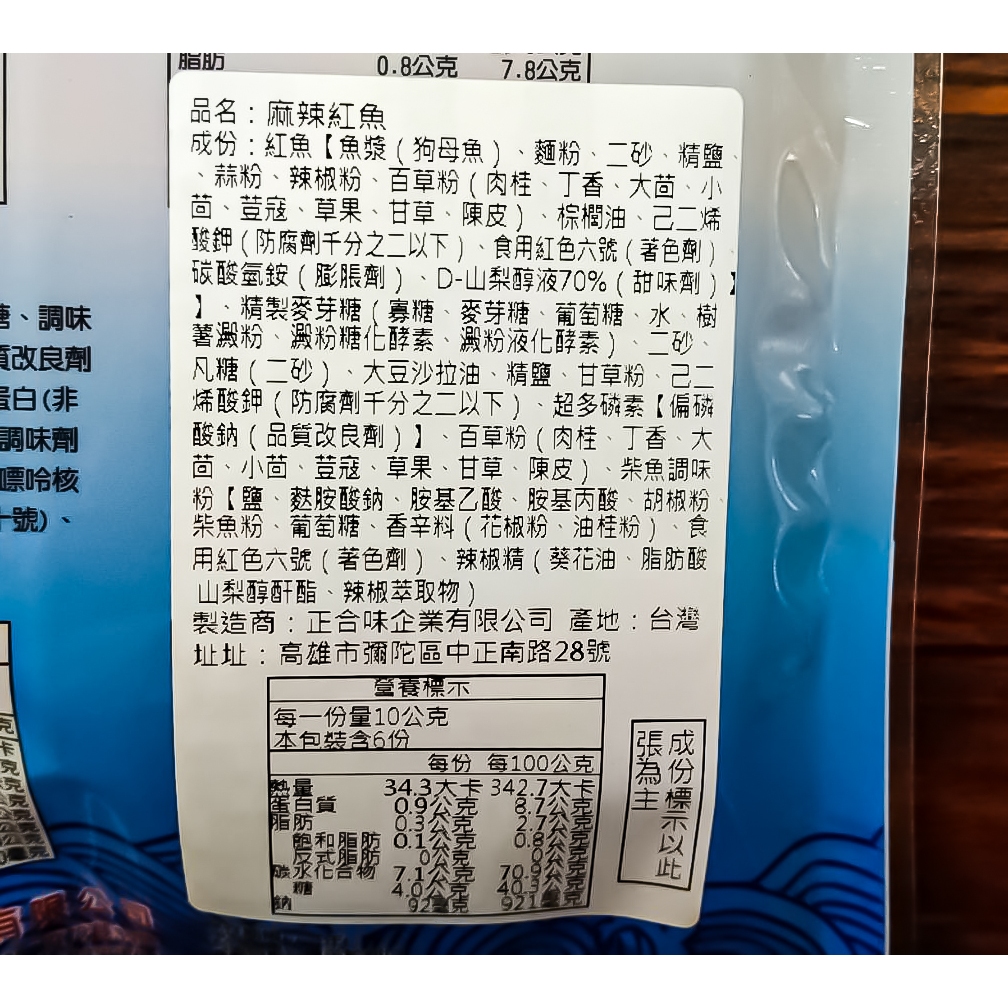 脂肪
0.8公克 7.8公克
品名：麻辣紅魚
成份：紅魚【魚漿（狗母魚）、麵粉、二砂、精鹽、
、蒜粉、辣椒粉、百草粉（肉桂、丁香、大茴、小
茴、荳寇、草果、甘草、陳皮）、棕櫚油、己二烯
酸鉀（防腐劑千分之二以下）、食用紅色六號（著色劑）
碳酸氫銨（膨脹劑）、D-山梨醇液70%（甜味劑）】
】、精製麥芽糖（寡糖、麥芽糖、葡萄糖、水、樹
薯澱粉、澱粉糖化酵素、澱粉液化酵素）、二砂、
凡糖（二砂）、大豆沙拉油、精鹽、甘草粉、己二
烯酸鉀（防腐劑千分之二以下）、超多磷素【偏磷
酸鈉（品質改良劑）】、百草粉（肉桂、丁香、大
茴、小茴、荳寇、草果、甘草、陳皮）、柴魚調味
粉【鹽、麩胺酸鈉、胺基乙酸、胺基丙酸、胡椒粉、
柴魚粉、葡萄糖、香辛料（花椒粉、油桂粉）、食
用紅色六號（著色劑）、辣椒精（葵花油、脂肪酸
山梨醇酐酯、辣椒萃取物）
製造商：正合味企業有限公司 產地：台灣
址址：高雄市彌陀區中正南路28號
營養標示
每一份量10公克
本包裝含6份
每份 每100公克
熱量 34.3大卡 342.7大卡
蛋白質 0.9公克 8.7公克
脂肪 0.3公克 2.7公克
飽和脂肪 0.1公克 0.8公克
反式脂肪 0公克 0公克
碳水化合物 7.1公克 70.9公克
糖 4.0公克 40.3公克
鈉 92毫克 921毫克
成份標示以此
張為主
糖、調味
質改良劑
蛋白(非
調味劑
嘌呤核
十號)、